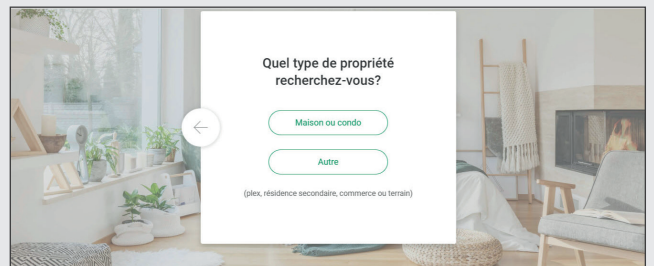 Quel type de propriété
recherchez-vous?
Maison ou condo
Autre
(plex, résidence secondaire, commerce ou terrain)